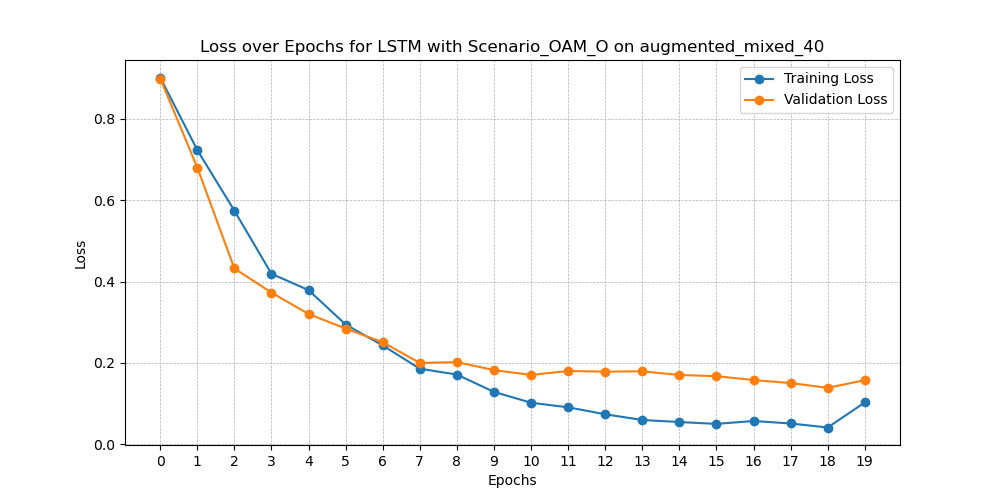 Loss over Epochs for LSTM with Scenario_OAM_O on augmented_mixed_40
Training Loss
Validation Loss
Loss
0.8
0.6
0.4
0.2
0.0
0 1 2 3 4 5 6 7 8 9 10 11 12 13 14 15 16 17 18 19
Epochs